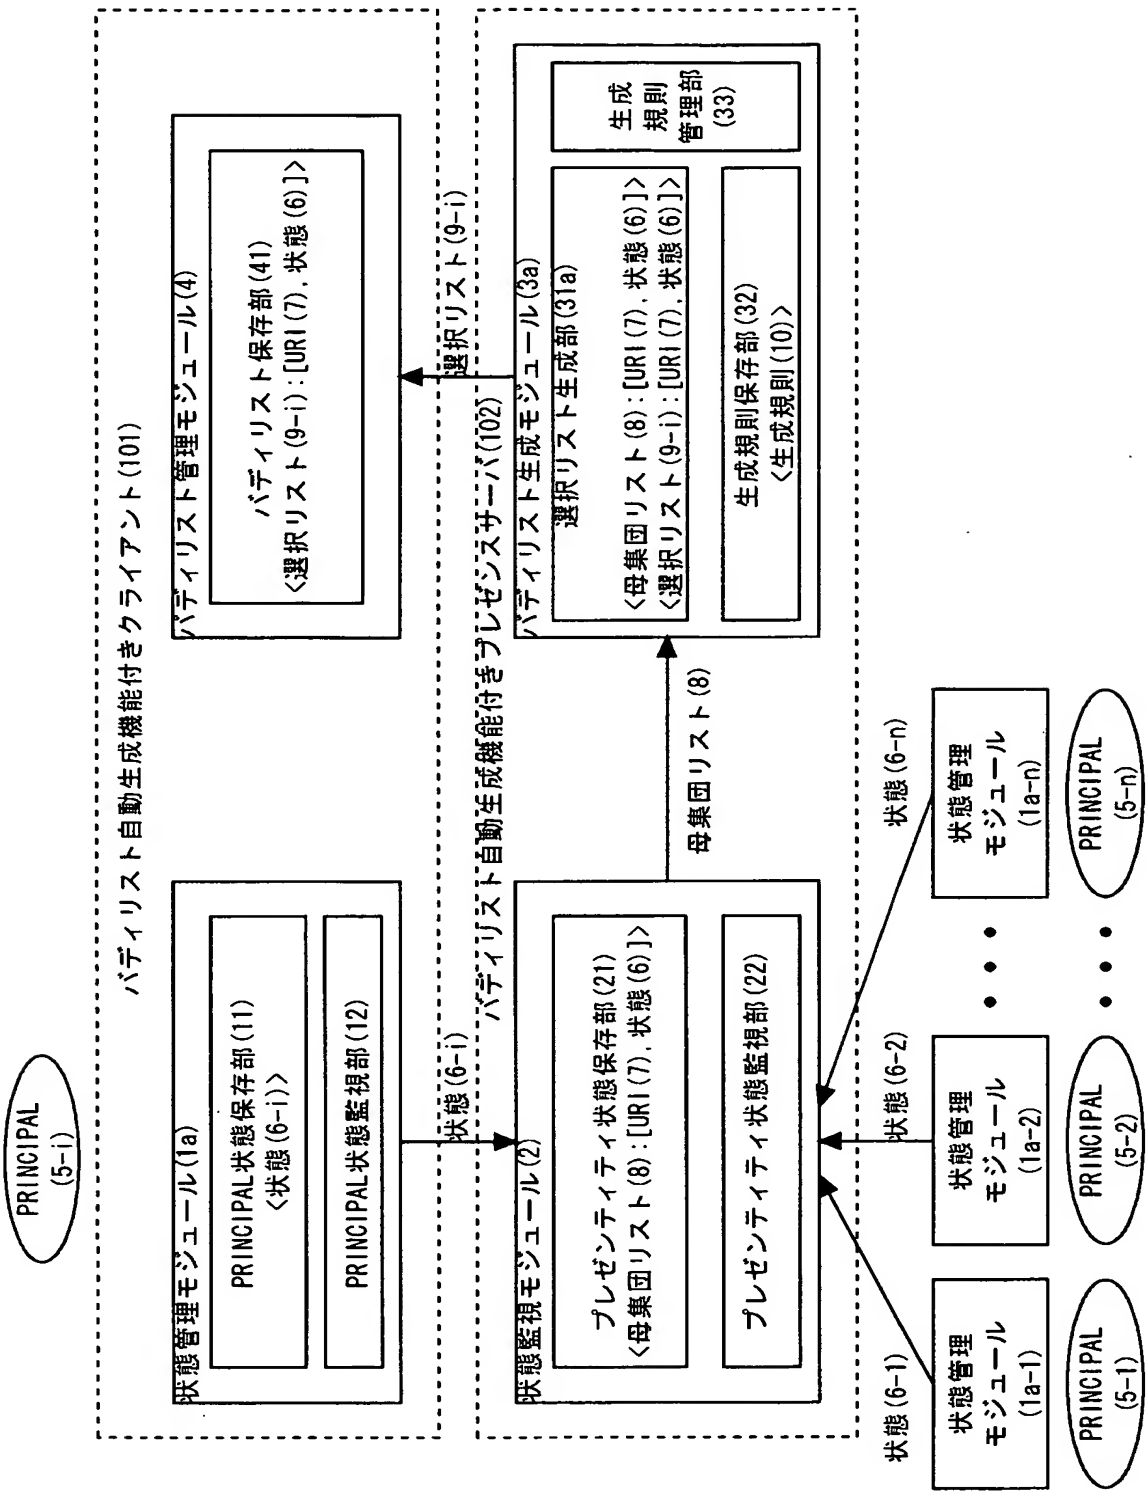 PRINCIPAL
(5-i)
バディリスト自動生成機能付きクライアント(101)
状態管理モジュール(1a)
PRINCIPAL状態保存部(11)
<状態(6-i)>
PRINCIPAL状態監視部(12)
バディリスト管理モジュール(4)
バディリスト保存部(41)
<選択リスト(9-i):[URI(7),状態(6)]>
状態(6-i)
選択リスト(9-i)
バディリスト自動生成機能付きプレゼンスサーバ(102)
状態監視モジュール(2)
プレゼンティティ状態保存部(21)
<母集団リスト(8):[URI(7),状態(6)]>
プレゼンティティ状態監視部(22)
母集団リスト(8)
バディリスト生成モジュール(3a)
選択リスト生成部(31a)
<母集団リスト(8):[URI(7),状態(6)]>
<選択リスト(9-i):[URI(7),状態(6)]>
生成規則保存部(32)
<生成規則(10)>
生成
規則
管理部
(33)
状態(6-1)
状態(6-2)
状態(6-n)
状態管理
モジュール
(1a-1)
状態管理
モジュール
(1a-2)
• • •
状態管理
モジュール
(1a-n)
PRINCIPAL
(5-1)
PRINCIPAL
(5-2)
• • •
PRINCIPAL
(5-n)